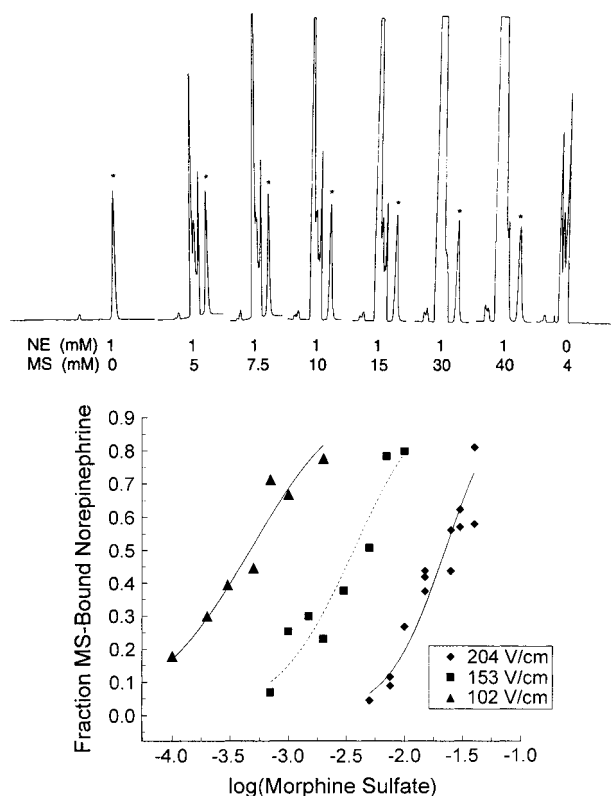 * * * * * * *
NE (mM) 1 1 1 1 1 1 1 0
MS (mM) 0 5 7.5 10 15 30 40 4
0.9
0.8
0.7
0.6
0.5
0.4
0.3
0.2
0.1
0.0
Fraction MS-Bound Norepinephrine
204 V/cm
153 V/cm
102 V/cm
-4.0 -3.5 -3.0 -2.5 -2.0 -1.5 -1.0
log(Morphine Sulfate)